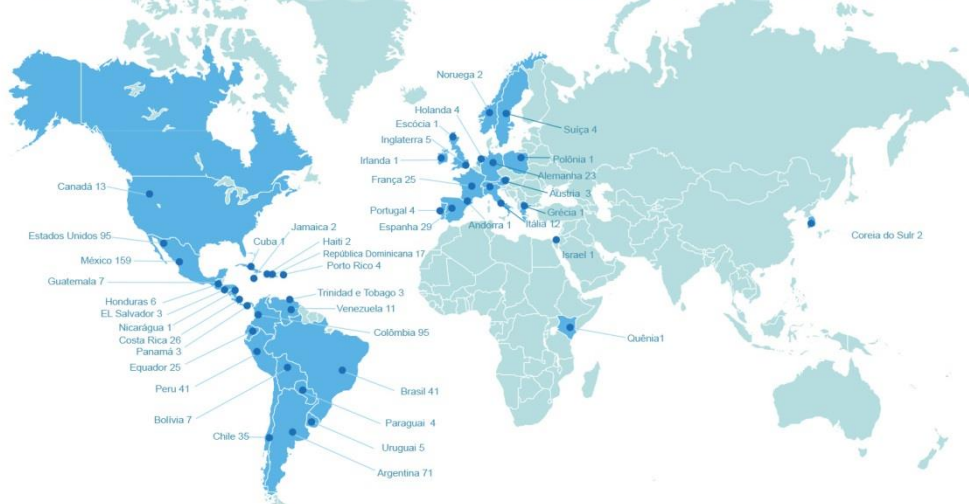 Noruega 2
Holanda 4
Escócia 1
Suíça 4
Inglaterra 5
Irlanda 1
Polônia 1
Alemanha 23
Canadá 13
França 25
Áustria 3
Portugal 4
Grécia 1
Espanha 29
Andorra 1
Itália 12
Jamaica 2
Estados Unidos 95
Cuba 1
Haiti 2
Coreia do Sulr 2
República Dominicana 17
Israel 1
México 159
Porto Rico 4
Guatemala 7
Trinidad e Tobago 3
Honduras 6
Venezuela 11
EL Salvador 3
Nicarágua 1
Colômbia 95
Costa Rica 26
Quênia1
Panamá 3
Equador 25
Peru 41
Brasil 41
Bolívia 7
Paraguai 4
Chile 35
Uruguai 5
Argentina 71